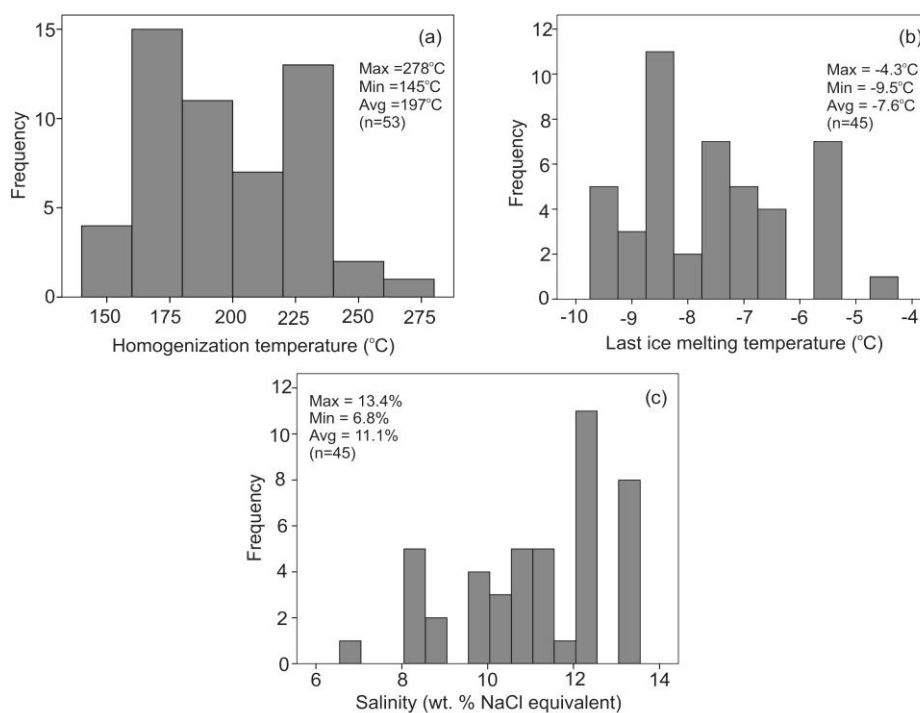 (a)
Max =278°C
Min =145°C
Avg =197°C
(n=53)
15
10
5
0
Frequency
150 175 200 225 250 275
Homogenization temperature (°C)
(b)
Max = -4.3°C
Min = -9.5°C
Avg = -7.6°C
(n=45)
12
10
8
6
4
2
0
Frequency
-10 -9 -8 -7 -6 -5 -4
Last ice melting temperature (°C)
(c)
Max = 13.4%
Min = 6.8%
Avg = 11.1%
(n=45)
12
10
8
6
4
2
0
Frequency
6 8 10 12 14
Salinity (wt. % NaCl equivalent)